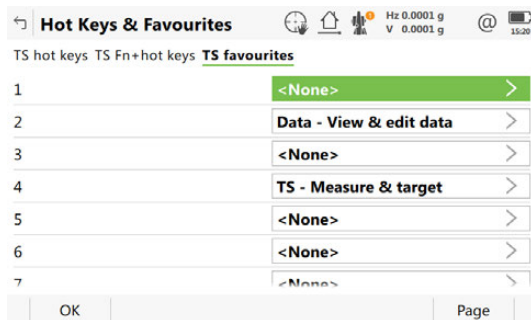 Hot Keys & Favourites Hz 0.0001 g
V 0.0001 g @ 15:20
TS hot keys TS Fn+hot keys TS favourites
1 <None>
2 Data - View & edit data
3 <None>
4 TS - Measure & target
5 <None>
6 <None>
7 <None>
OK Page